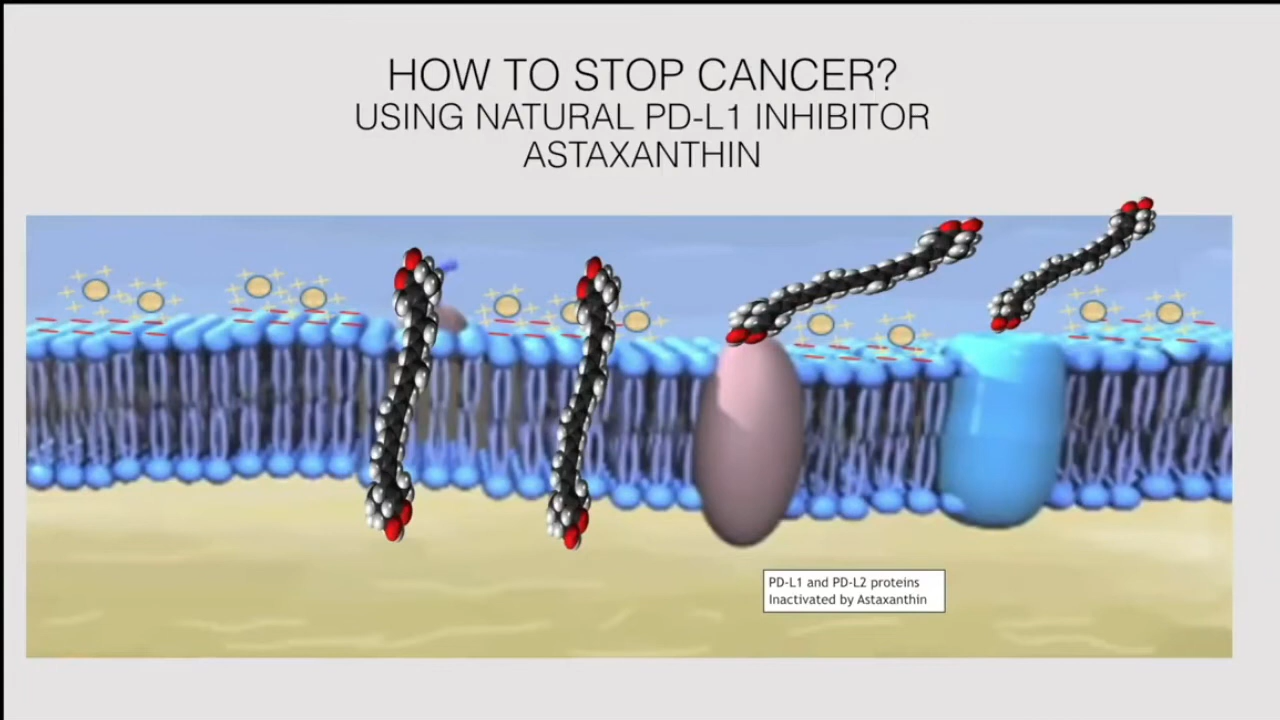 HOW TO STOP CANCER?
USING NATURAL PD-L1 INHIBITOR
ASTAXANTHIN
PD-L1 and PD-L2 proteins
Inactivated by Astaxanthin